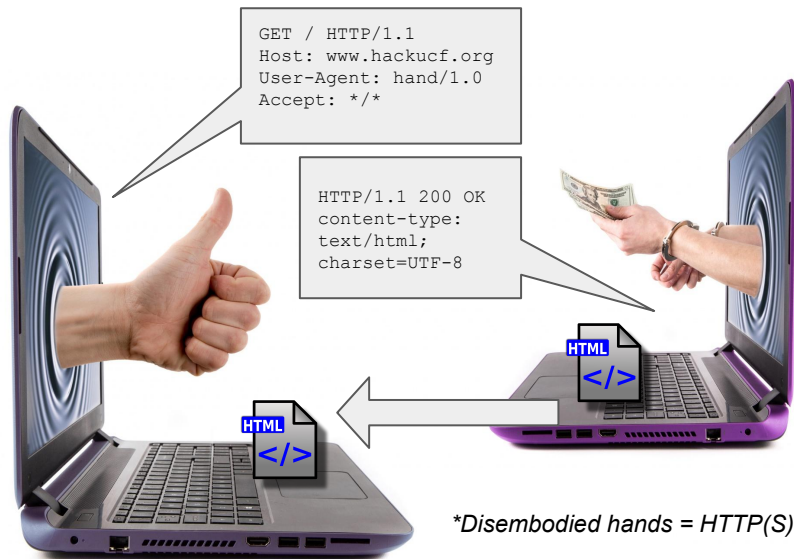 GET / HTTP/1.1
Host: www.hackucf.org
User-Agent: hand/1.0
Accept: */*
HTTP/1.1 200 OK
content-type:
text/html;
charset=UTF-8
HTML
</>
HTML
</>
*Disembodied hands = HTTP(S)